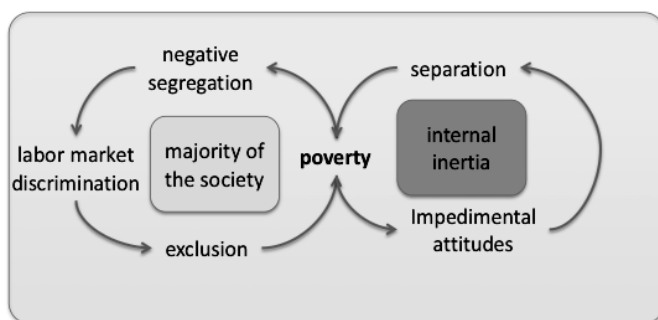 negative
segregation
separation
labor market
discrimination
majority of
the society
poverty
internal
inertia
exclusion
Impedimental
attitudes